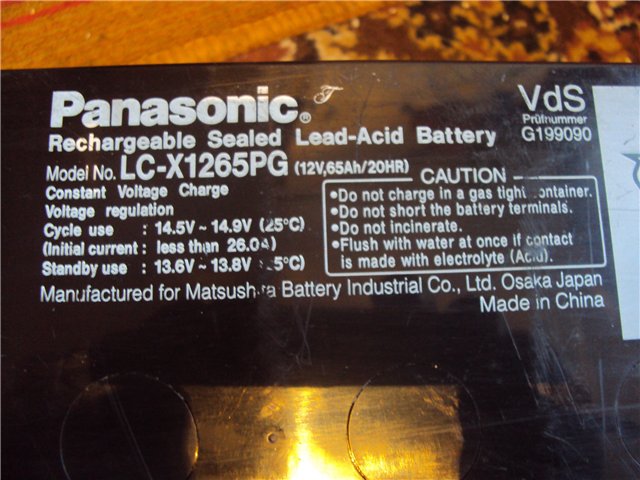 Panasonic®
VdS
Prüfnummer
G199090
Rechargeable Sealed Lead-Acid Battery
Model No. LC-X1265PG (12V,65Ah/20HR)
Constant Voltage Charge
Voltage regulation
Cycle use : 14.5V ~ 14.9V (25°C)
(Initial current : less than 26.0A)
Standby use : 13.6V ~ 13.8V 5°C)
CAUTION
•Do not charge in a gas tight container.
•Do not short the battery terminals.
•Do not incinerate.
•Flush with water at once if contact
is made with electrolyte (Acid).
Manufactured for Matsushita Battery Industrial Co., Ltd. Osaka Japan
Made in China